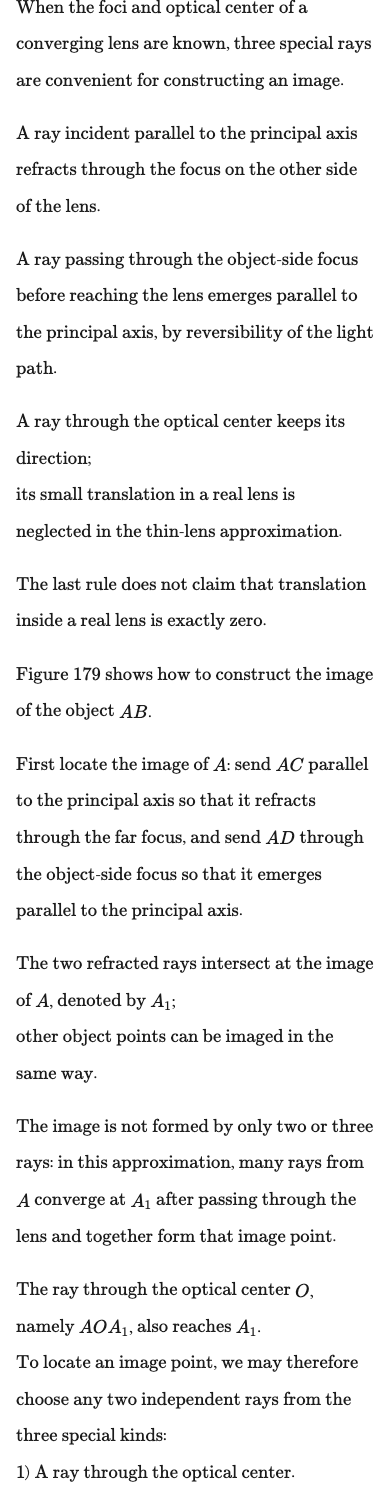 When the foci and optical center of a
converging lens are known, three special rays
are convenient for constructing an image.
A ray incident parallel to the principal axis
refracts through the focus on the other side
of the lens.
A ray passing through the object-side focus
before reaching the lens emerges parallel to
the principal axis, by reversibility of the light
path.
A ray through the optical center keeps its
direction;
its small translation in a real lens is
neglected in the thin-lens approximation.
The last rule does not claim that translation
inside a real lens is exactly zero.
Figure 179 shows how to construct the image
of the object AB.
First locate the image of A: send AC parallel
to the principal axis so that it refracts
through the far focus, and send AD through
the object-side focus so that it emerges
parallel to the principal axis.
The two refracted rays intersect at the image
of A, denoted by A₁;
other object points can be imaged in the
same way.
The image is not formed by only two or three
rays: in this approximation, many rays from
A converge at A₁ after passing through the
lens and together form that image point.
The ray through the optical center O,
namely AOA₁, also reaches A₁.
To locate an image point, we may therefore
choose any two independent rays from the
three special kinds:
1) A ray through the optical center.